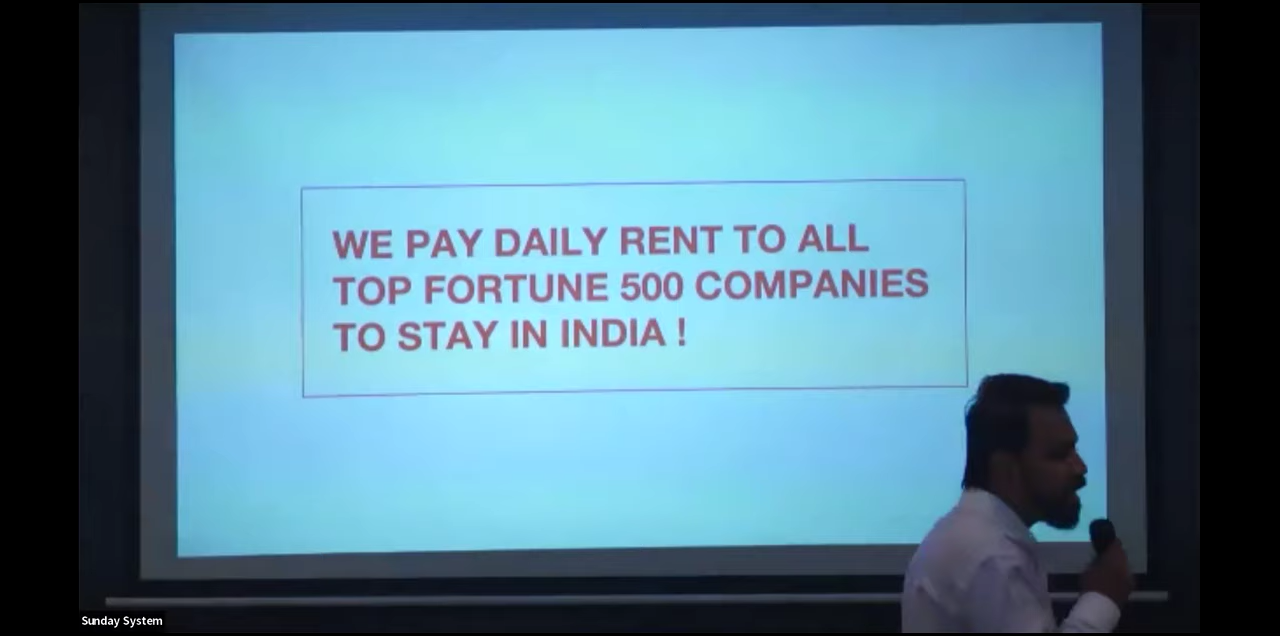 WE PAY DAILY RENT TO ALL
TOP FORTUNE 500 COMPANIES
TO STAY IN INDIA !
Sunday System